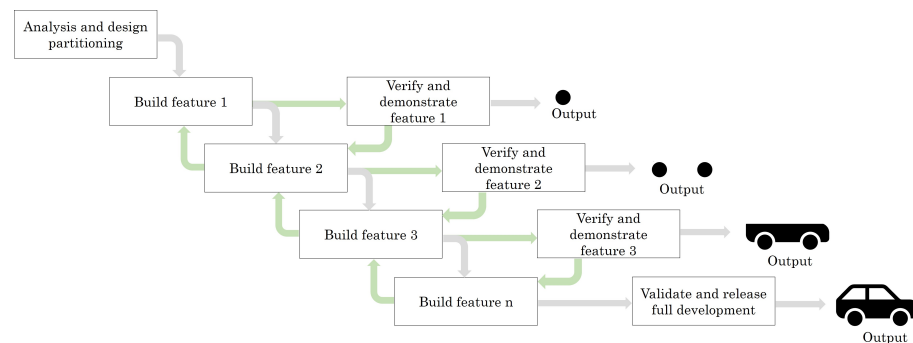 Analysis and design
partitioning
Build feature 1
Verify and
demonstrate
feature 1
Output
Build feature 2
Verify and
demonstrate
feature 2
Output
Build feature 3
Verify and
demonstrate
feature 3
Output
Build feature n
Validate and release
full development
Output